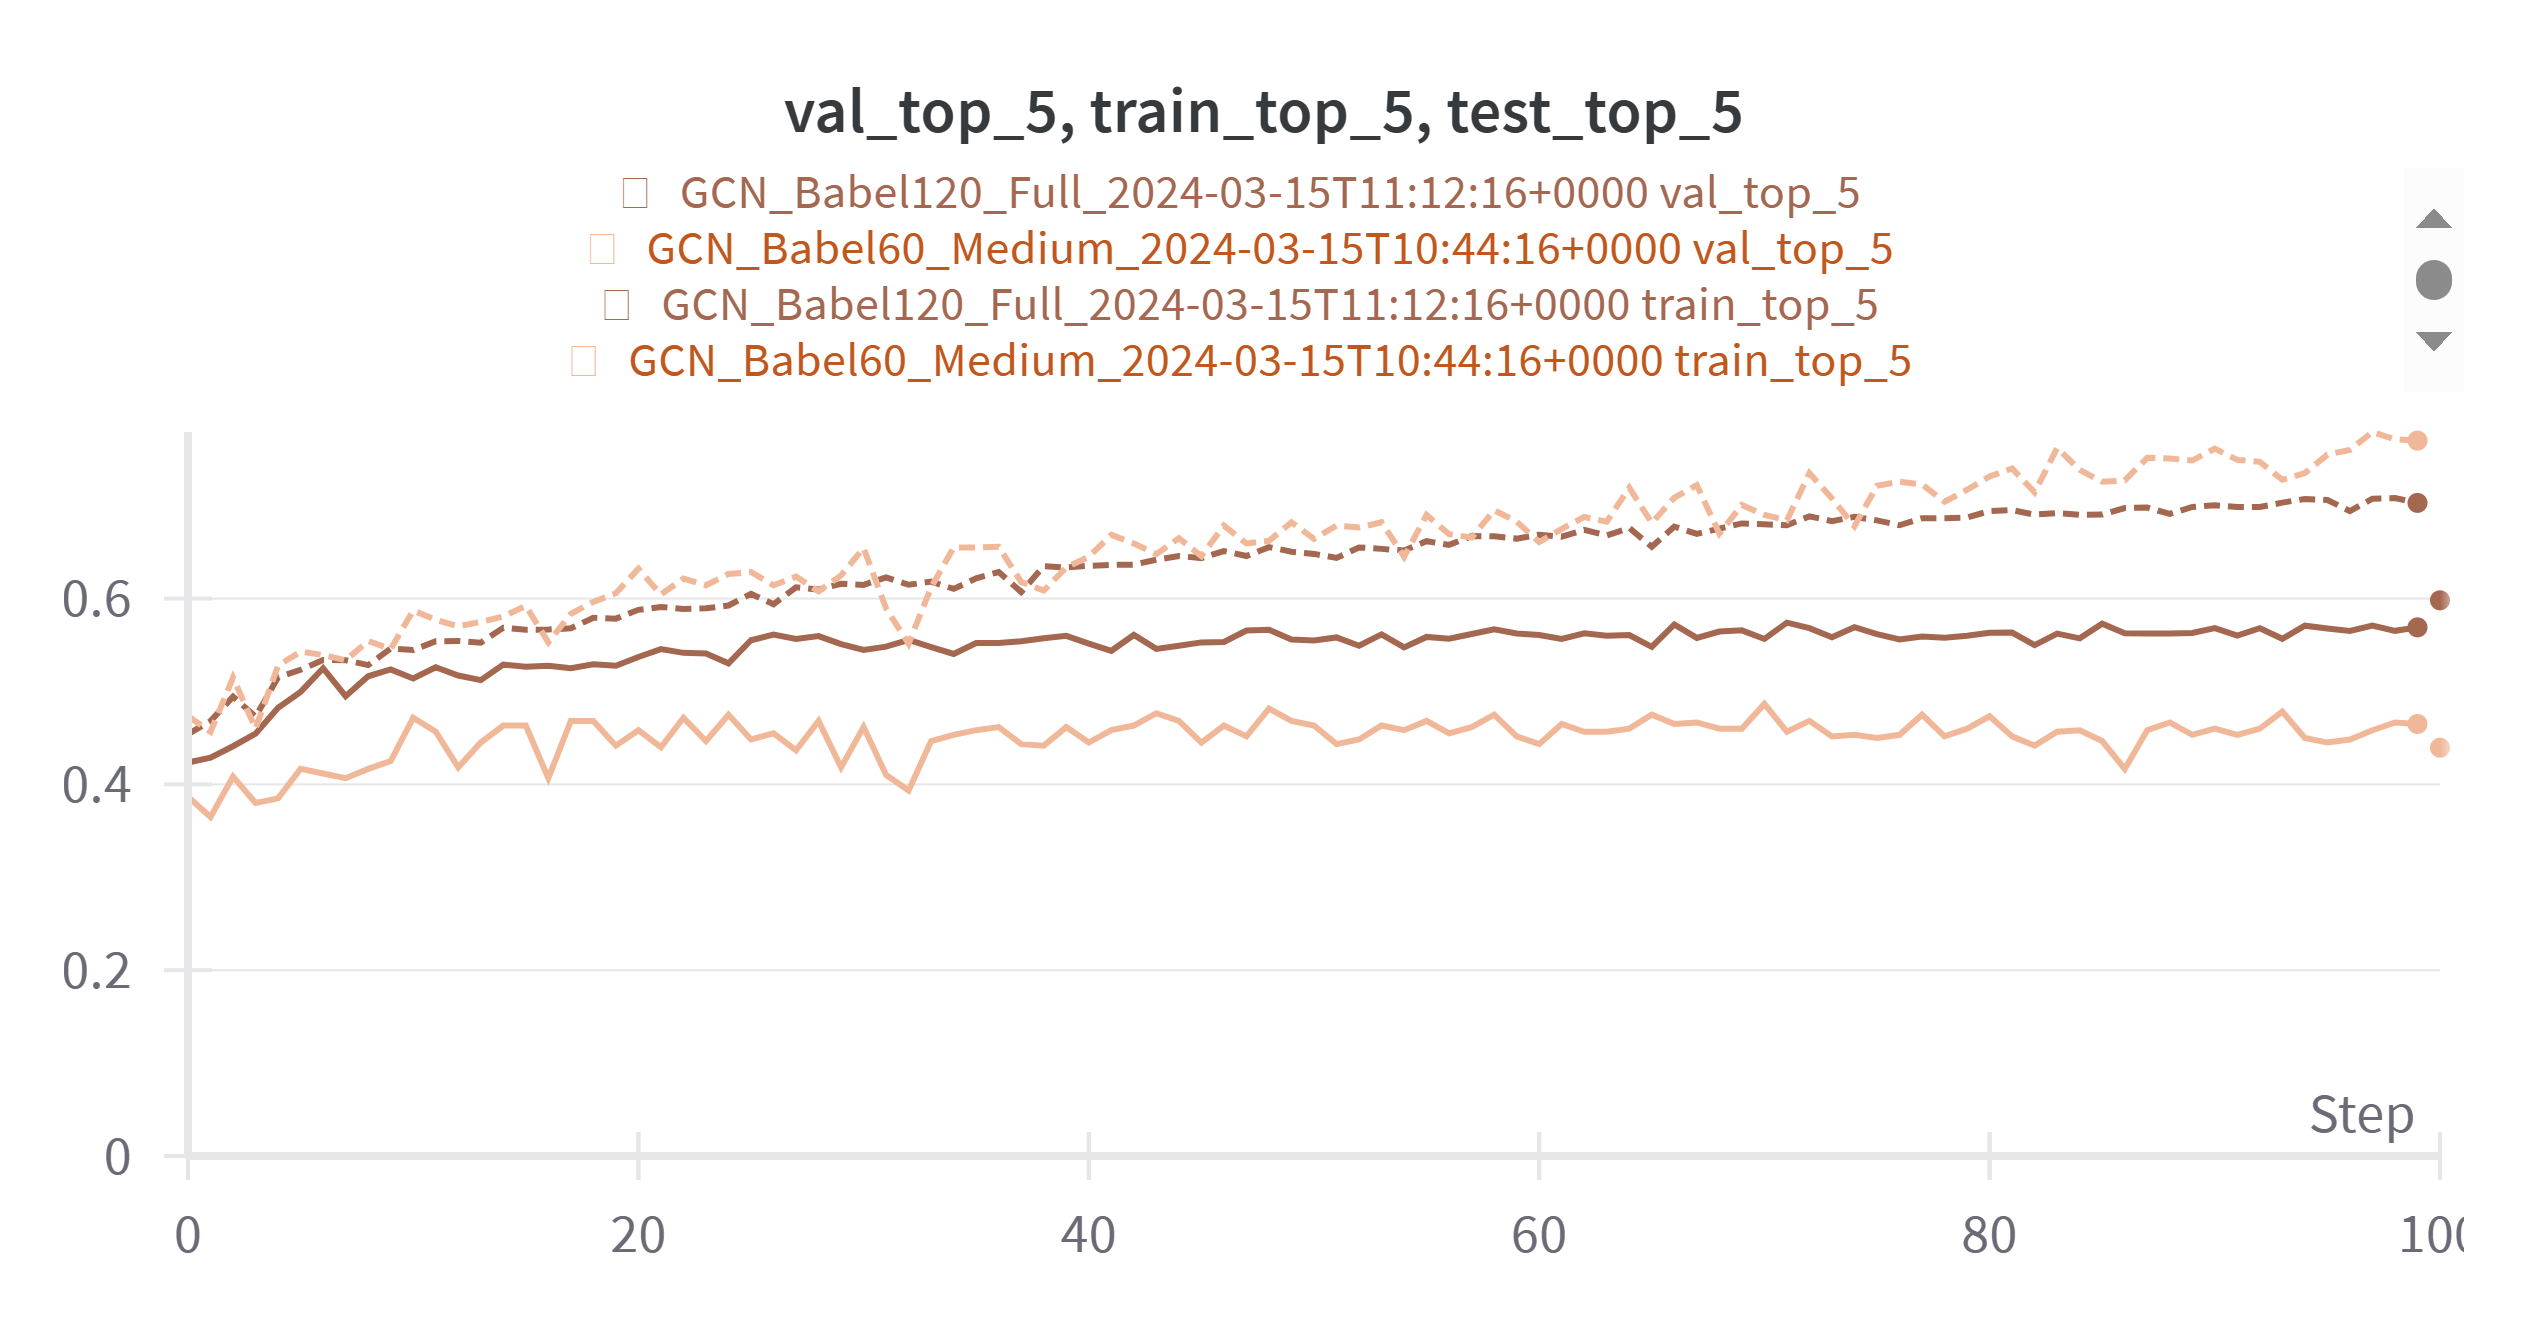 val_top_5, train_top_5, test_top_5
GCN_Babel120_Full_2024-03-15T11:12:16+0000 val_top_5
GCN_Babel60_Medium_2024-03-15T10:44:16+0000 val_top_5
GCN_Babel120_Full_2024-03-15T11:12:16+0000 train_top_5
GCN_Babel60_Medium_2024-03-15T10:44:16+0000 train_top_5
0.6
0.4
0.2
0
Step
0 20 40 60 80 100